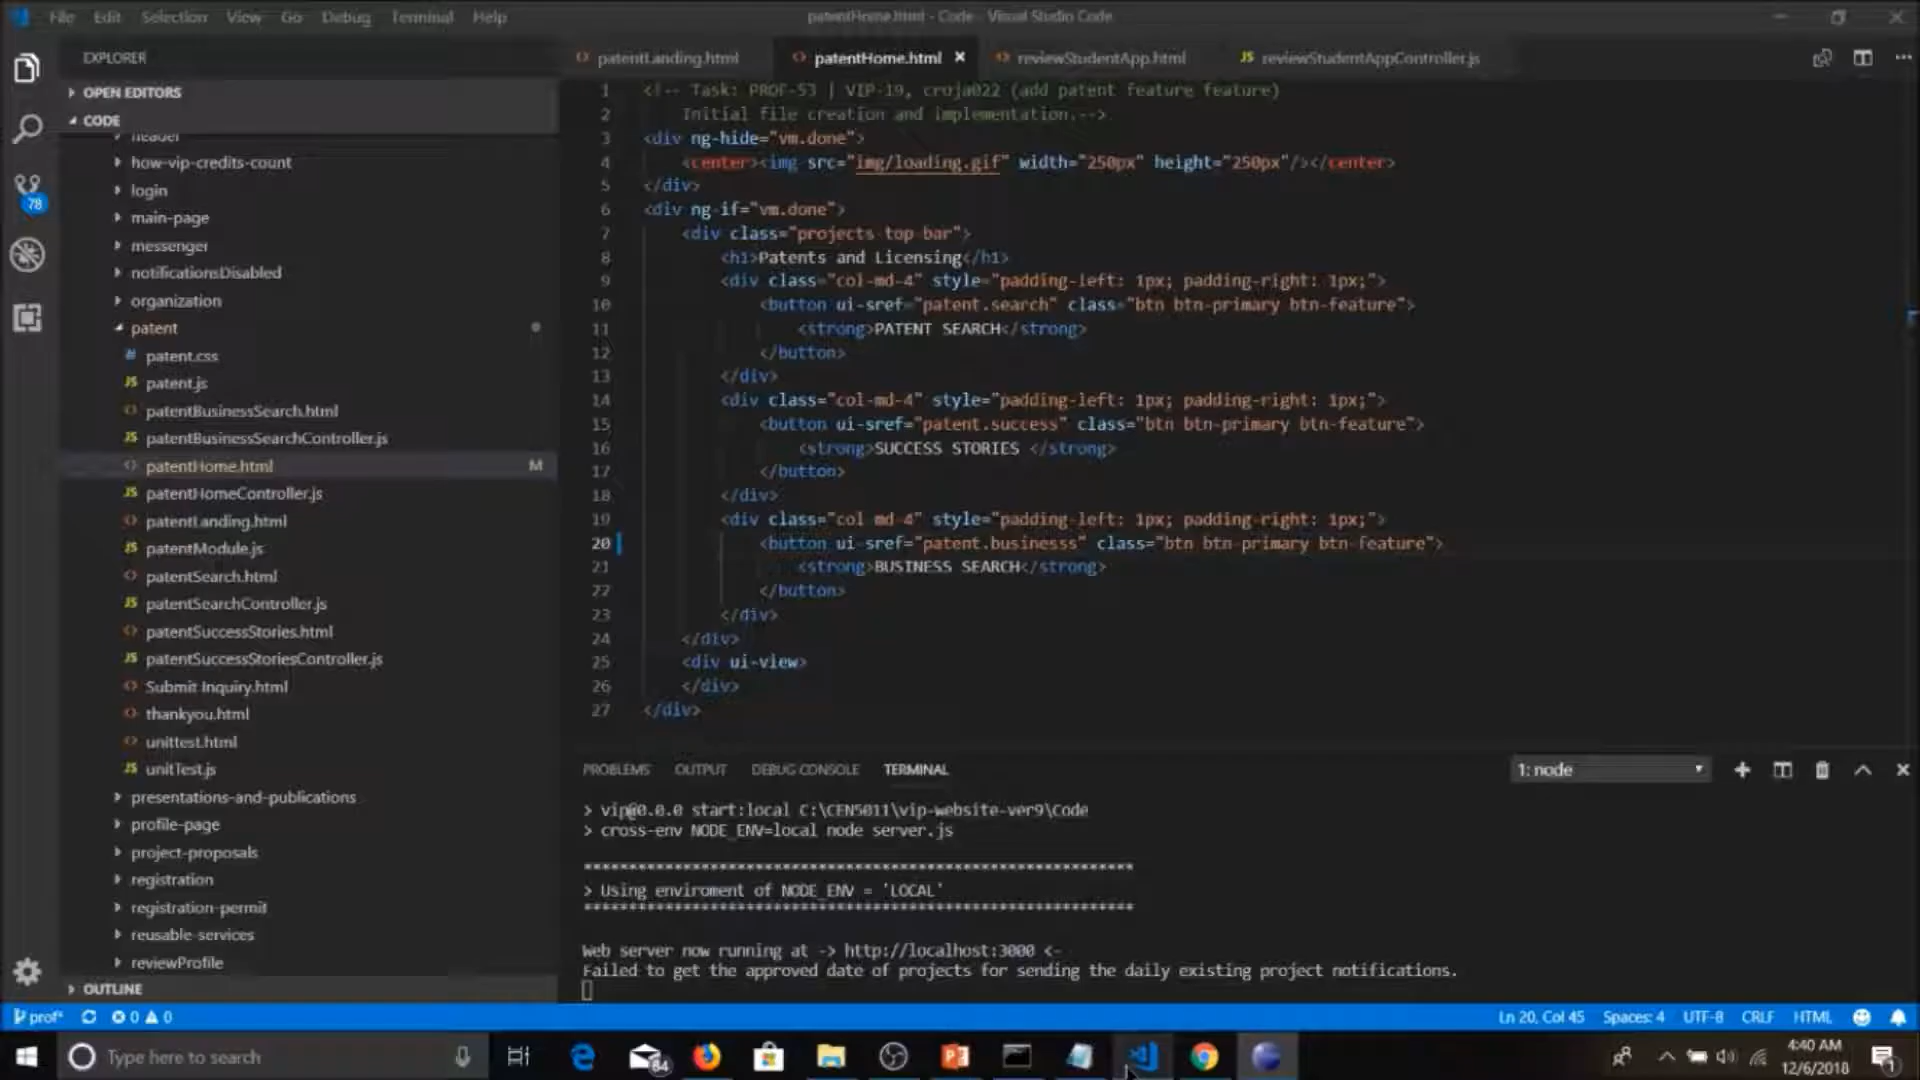 File Edit Selection View Go Debug Terminal Help
patentHome.html - Code - Visual Studio Code
EXPLORER
OPEN EDITORS
CODE
header
how-vip-credits-count
login
main-page
messenger
notificationsDisabled
organization
patent
patent.css
patent.js
patentBusinessSearch.html
patentBusinessSearchController.js
patentHome.html M
patentHomeController.js
patentLanding.html
patentModule.js
patentSearch.html
patentSearchController.js
patentSuccessStories.html
patentSuccessStoriesController.js
Submit Inquiry.html
thankyou.html
unittest.html
unitTest.js
presentations-and-publications
profile-page
project-proposals
registration
registration-permit
reusable-services
reviewProfile
OUTLINE
78
patentLanding.html patentHome.html reviewStudentApp.html reviewStudentAppController.js
1 <!-- Task: PROF-53 | VIP-19, croja022 (add patent feature feature)
2 Initial file creation and implementation.-->
3 <div ng-hide="vm.done">
4 <center><img src="img/loading.gif" width="250px" height="250px"/></center>
5 </div>
6 <div ng-if="vm.done">
7 <div class="projects-top-bar">
8 <h1>Patents and Licensing</h1>
9 <div class="col-md-4" style="padding-left: 1px; padding-right: 1px;">
10 <button ui-sref="patent.search" class="btn btn-primary btn-feature">
11 <strong>PATENT SEARCH</strong>
12 </button>
13 </div>
14 <div class="col-md-4" style="padding-left: 1px; padding-right: 1px;">
15 <button ui-sref="patent.success" class="btn btn-primary btn-feature">
16 <strong>SUCCESS STORIES </strong>
17 </button>
18 </div>
19 <div class="col-md-4" style="padding-left: 1px; padding-right: 1px;">
20 <button ui-sref="patent.businesss" class="btn btn-primary btn-feature">
21 <strong>BUSINESS SEARCH</strong>
22 </button>
23 </div>
24 </div>
25 <div ui-view>
26 </div>
27 </div>
PROBLEMS OUTPUT DEBUG CONSOLE TERMINAL 1: node
> vip@0.0.0 start:local C:\CEN5011\vip-website-ver9\Code
> cross-env NODE_ENV=local node server.js
****************************************************************
> Using enviroment of NODE_ENV = 'LOCAL'
****************************************************************
Web server now running at -> http://localhost:3000 <-
Failed to get the approved date of projects for sending the daily existing project notifications.
prof* 0 0 Ln 20, Col 45 Spaces: 4 UTF-8 CRLF HTML
Type here to search 84 4:40 AM
12/6/2018 1